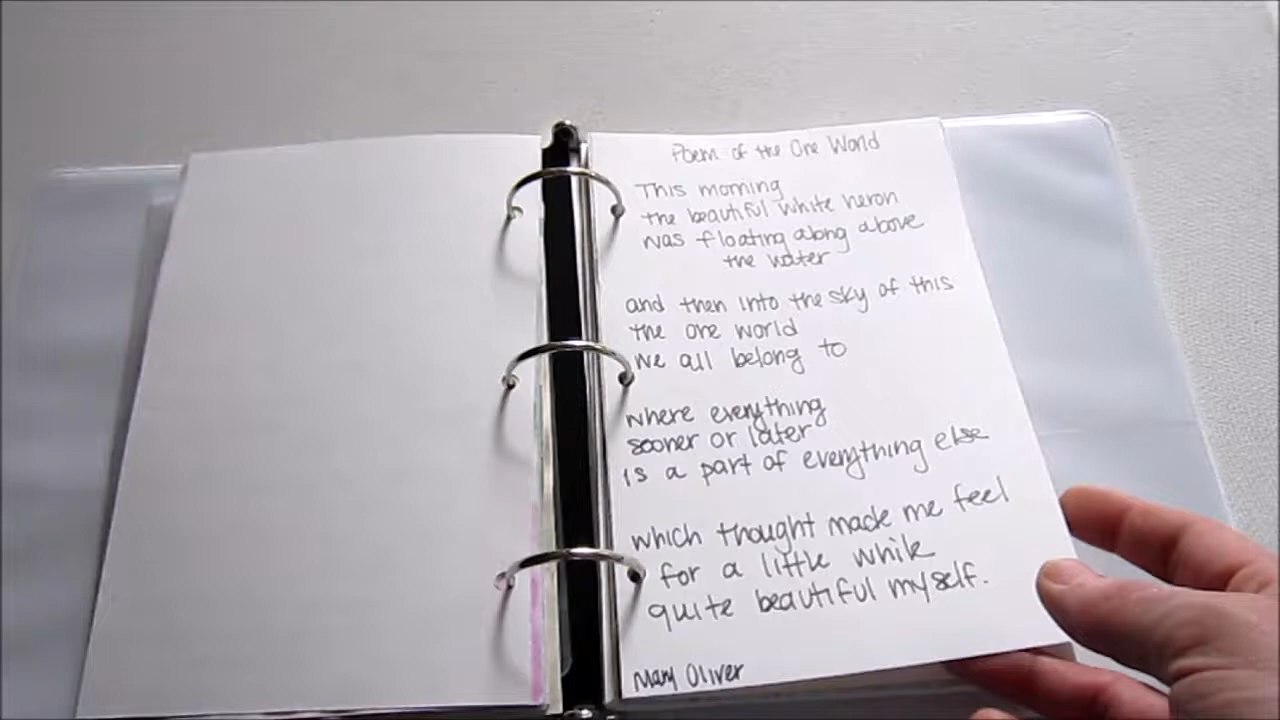 Poem of the One World
This morning
the beautiful white heron
was floating along above
the water
and then into the sky of this
the one world
we all belong to
where everything
sooner or later
is a part of everything else
which thought made me feel
for a little while
quite beautiful myself.
Mary Oliver